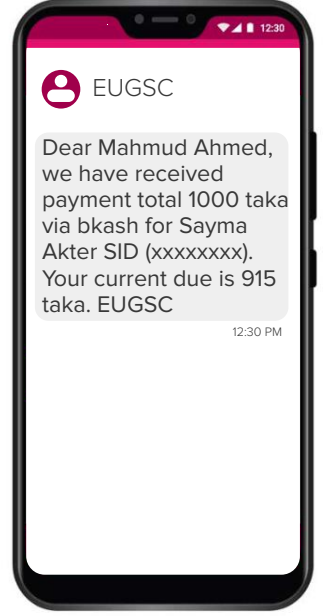 12:30
EUGSC
Dear Mahmud Ahmed,
we have received
payment total 1000 taka
via bkash for Sayma
Akter SID (xxxxxxxx).
Your current due is 915
taka. EUGSC
12:30 PM